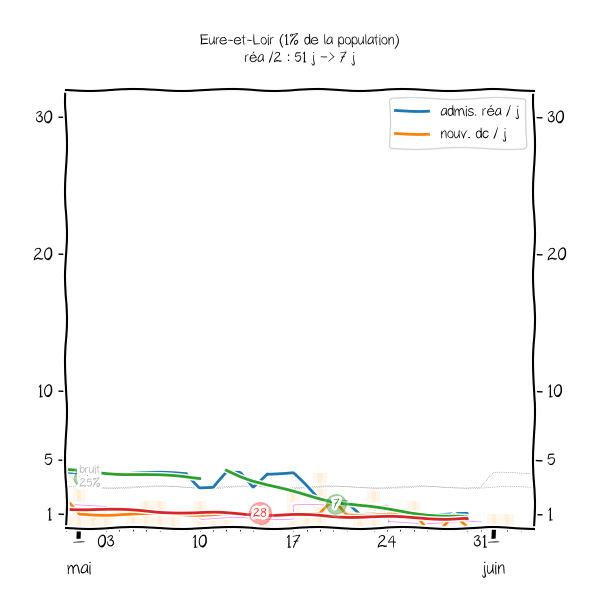 Eure-et-Loir (1% de la population)
réa /2 : 51 j -> 7 j
admis. réa / j
nouv. dc / j
30
30
20
20
10
10
5
5
bruit
25%
7
28
1
1
03
10
17
24
31
mai
juin